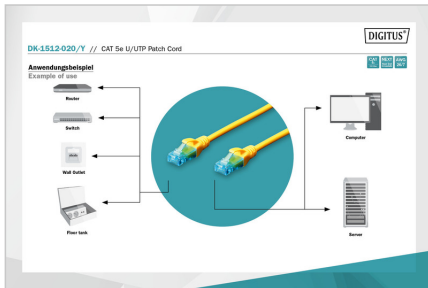 DIGITUS®
DK-1512-020/Y // CAT 5e U/UTP Patch Cord
Anwendungsbeispiel
Example of use
Router
Switch
Wall Outlet
Floor tank
Computer
Server